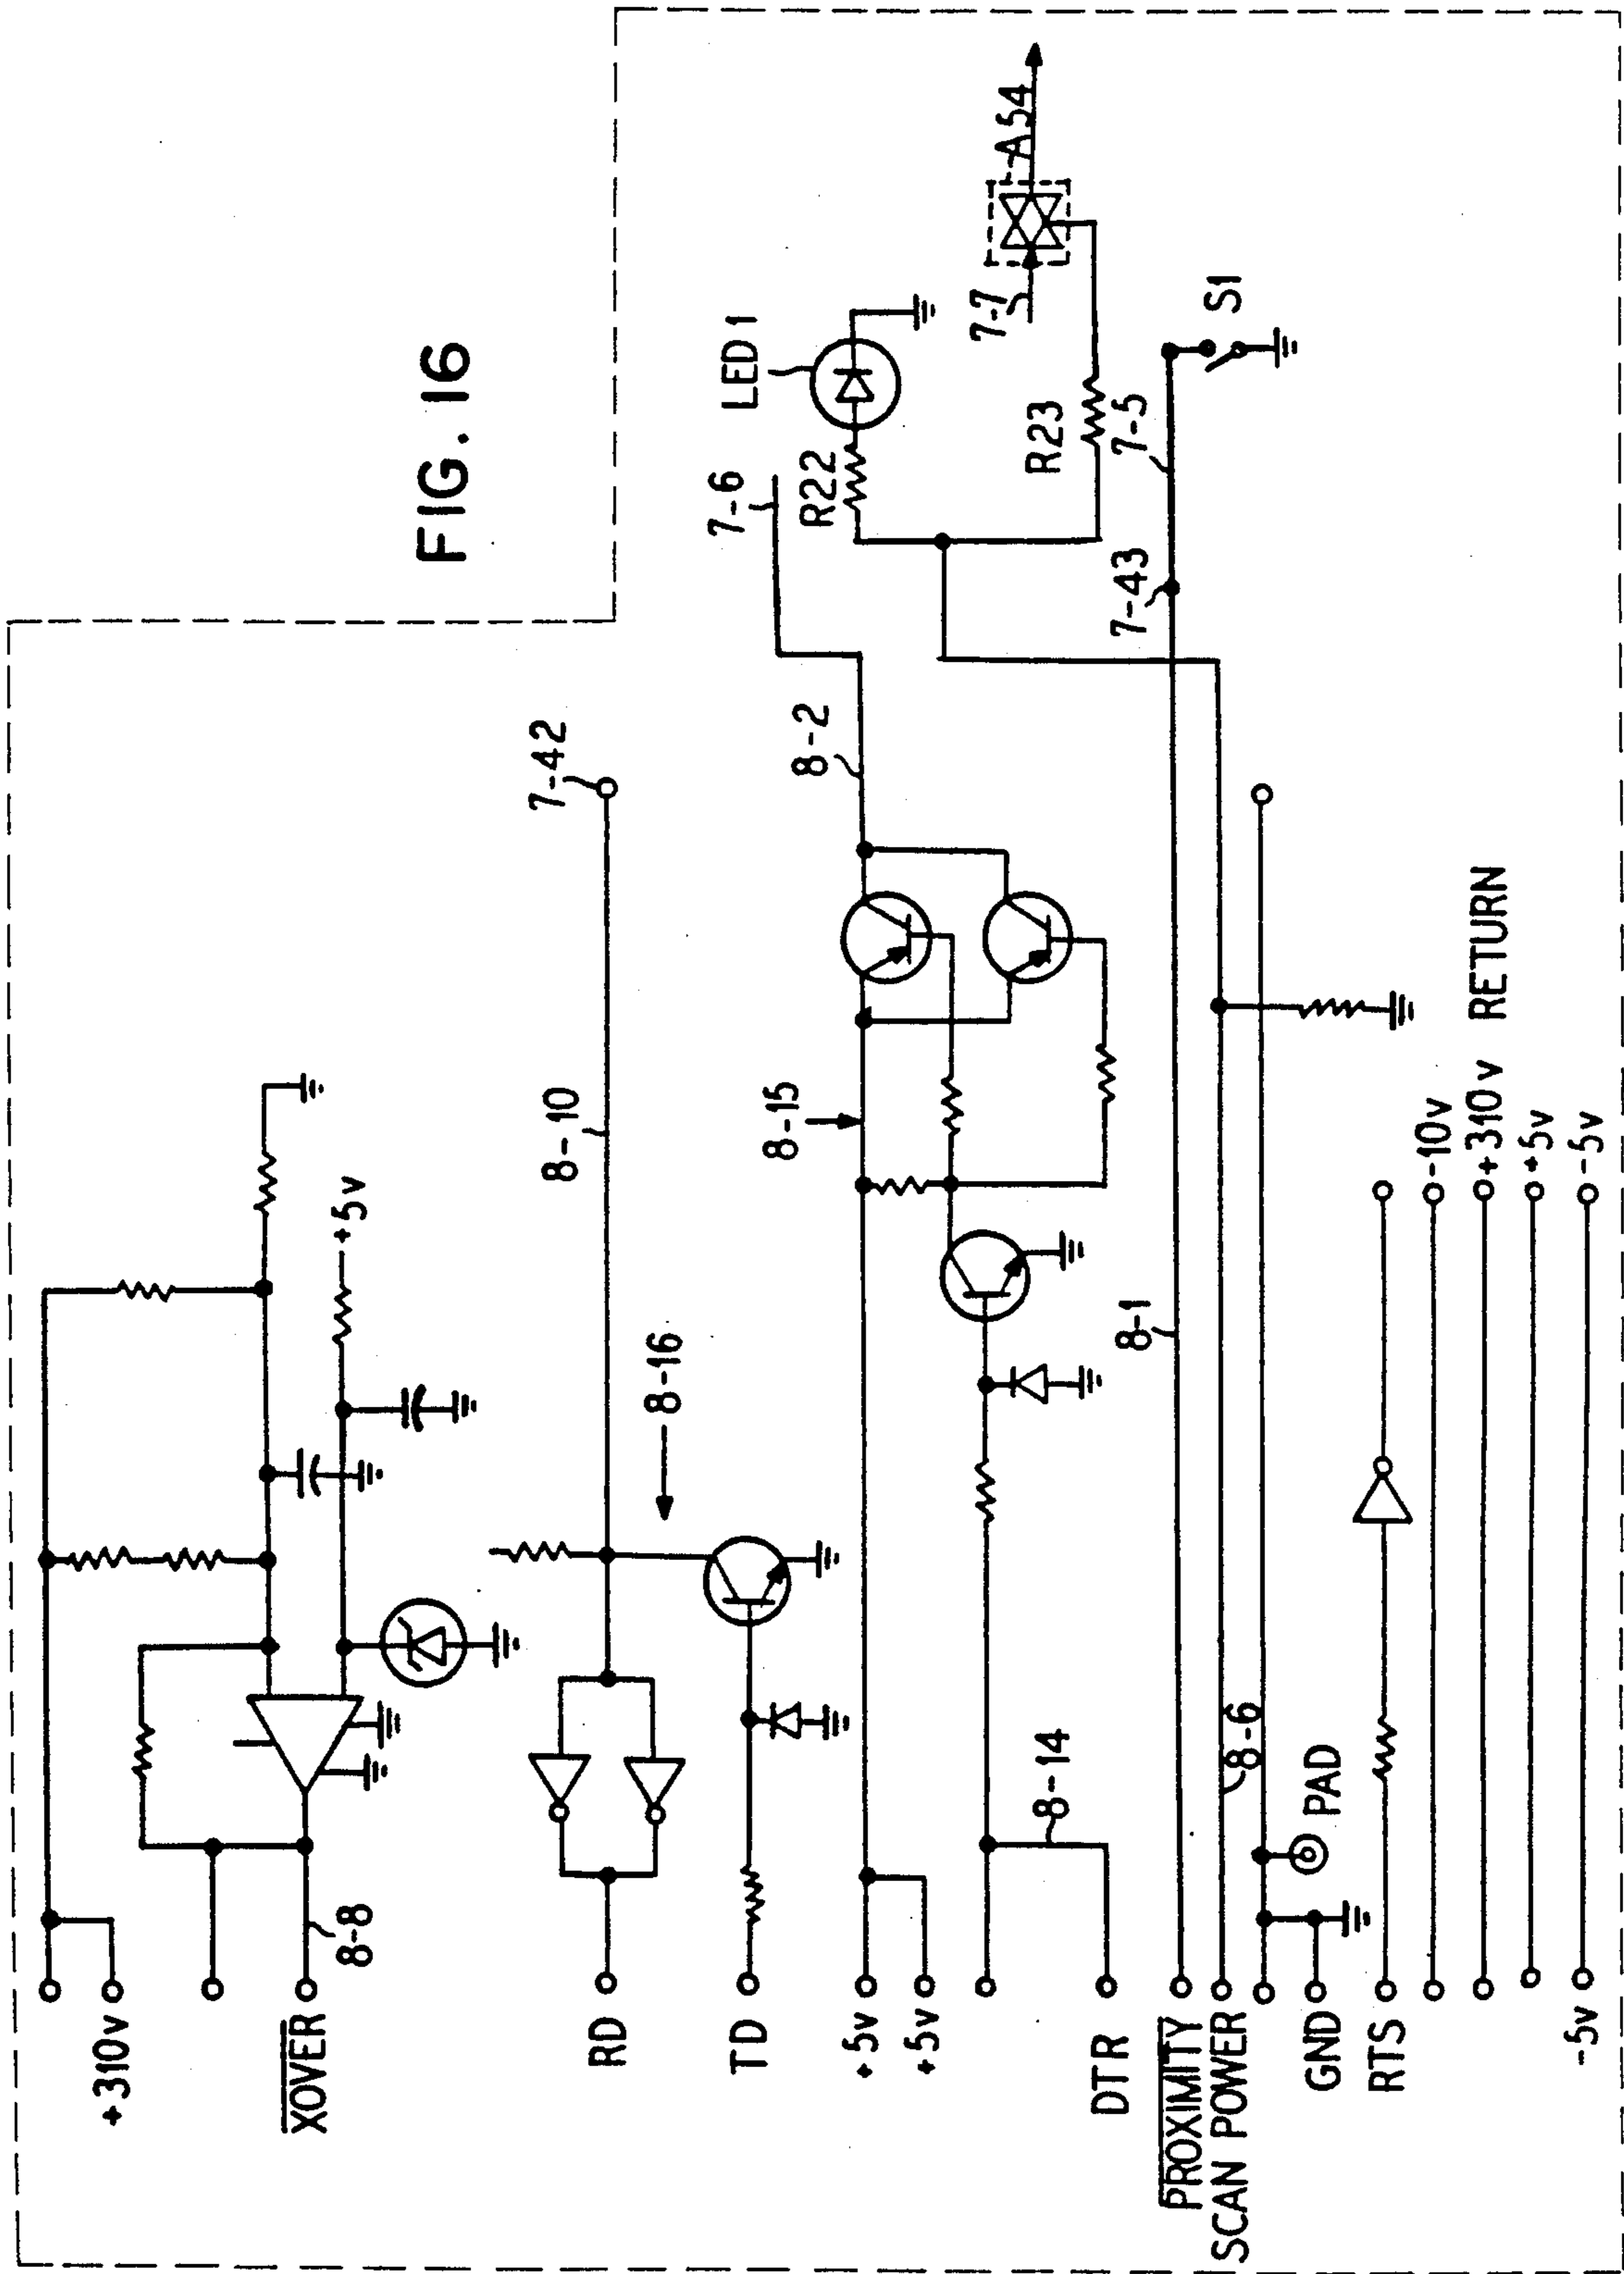 FIG. 16
+310v
XOVER
8-8
+5v
RD
TD
8-16
8-10
7-42
+5v
+5v
DTR
8-14
8-15
8-2
7-6
LED1
R22
R23
7-7
A54
PROXIMITY
8-1
7-43
7-5
S1
SCAN POWER
8-6
GND
PAD
RTS
-10v
+310v RETURN
+5v
-5v
-5v